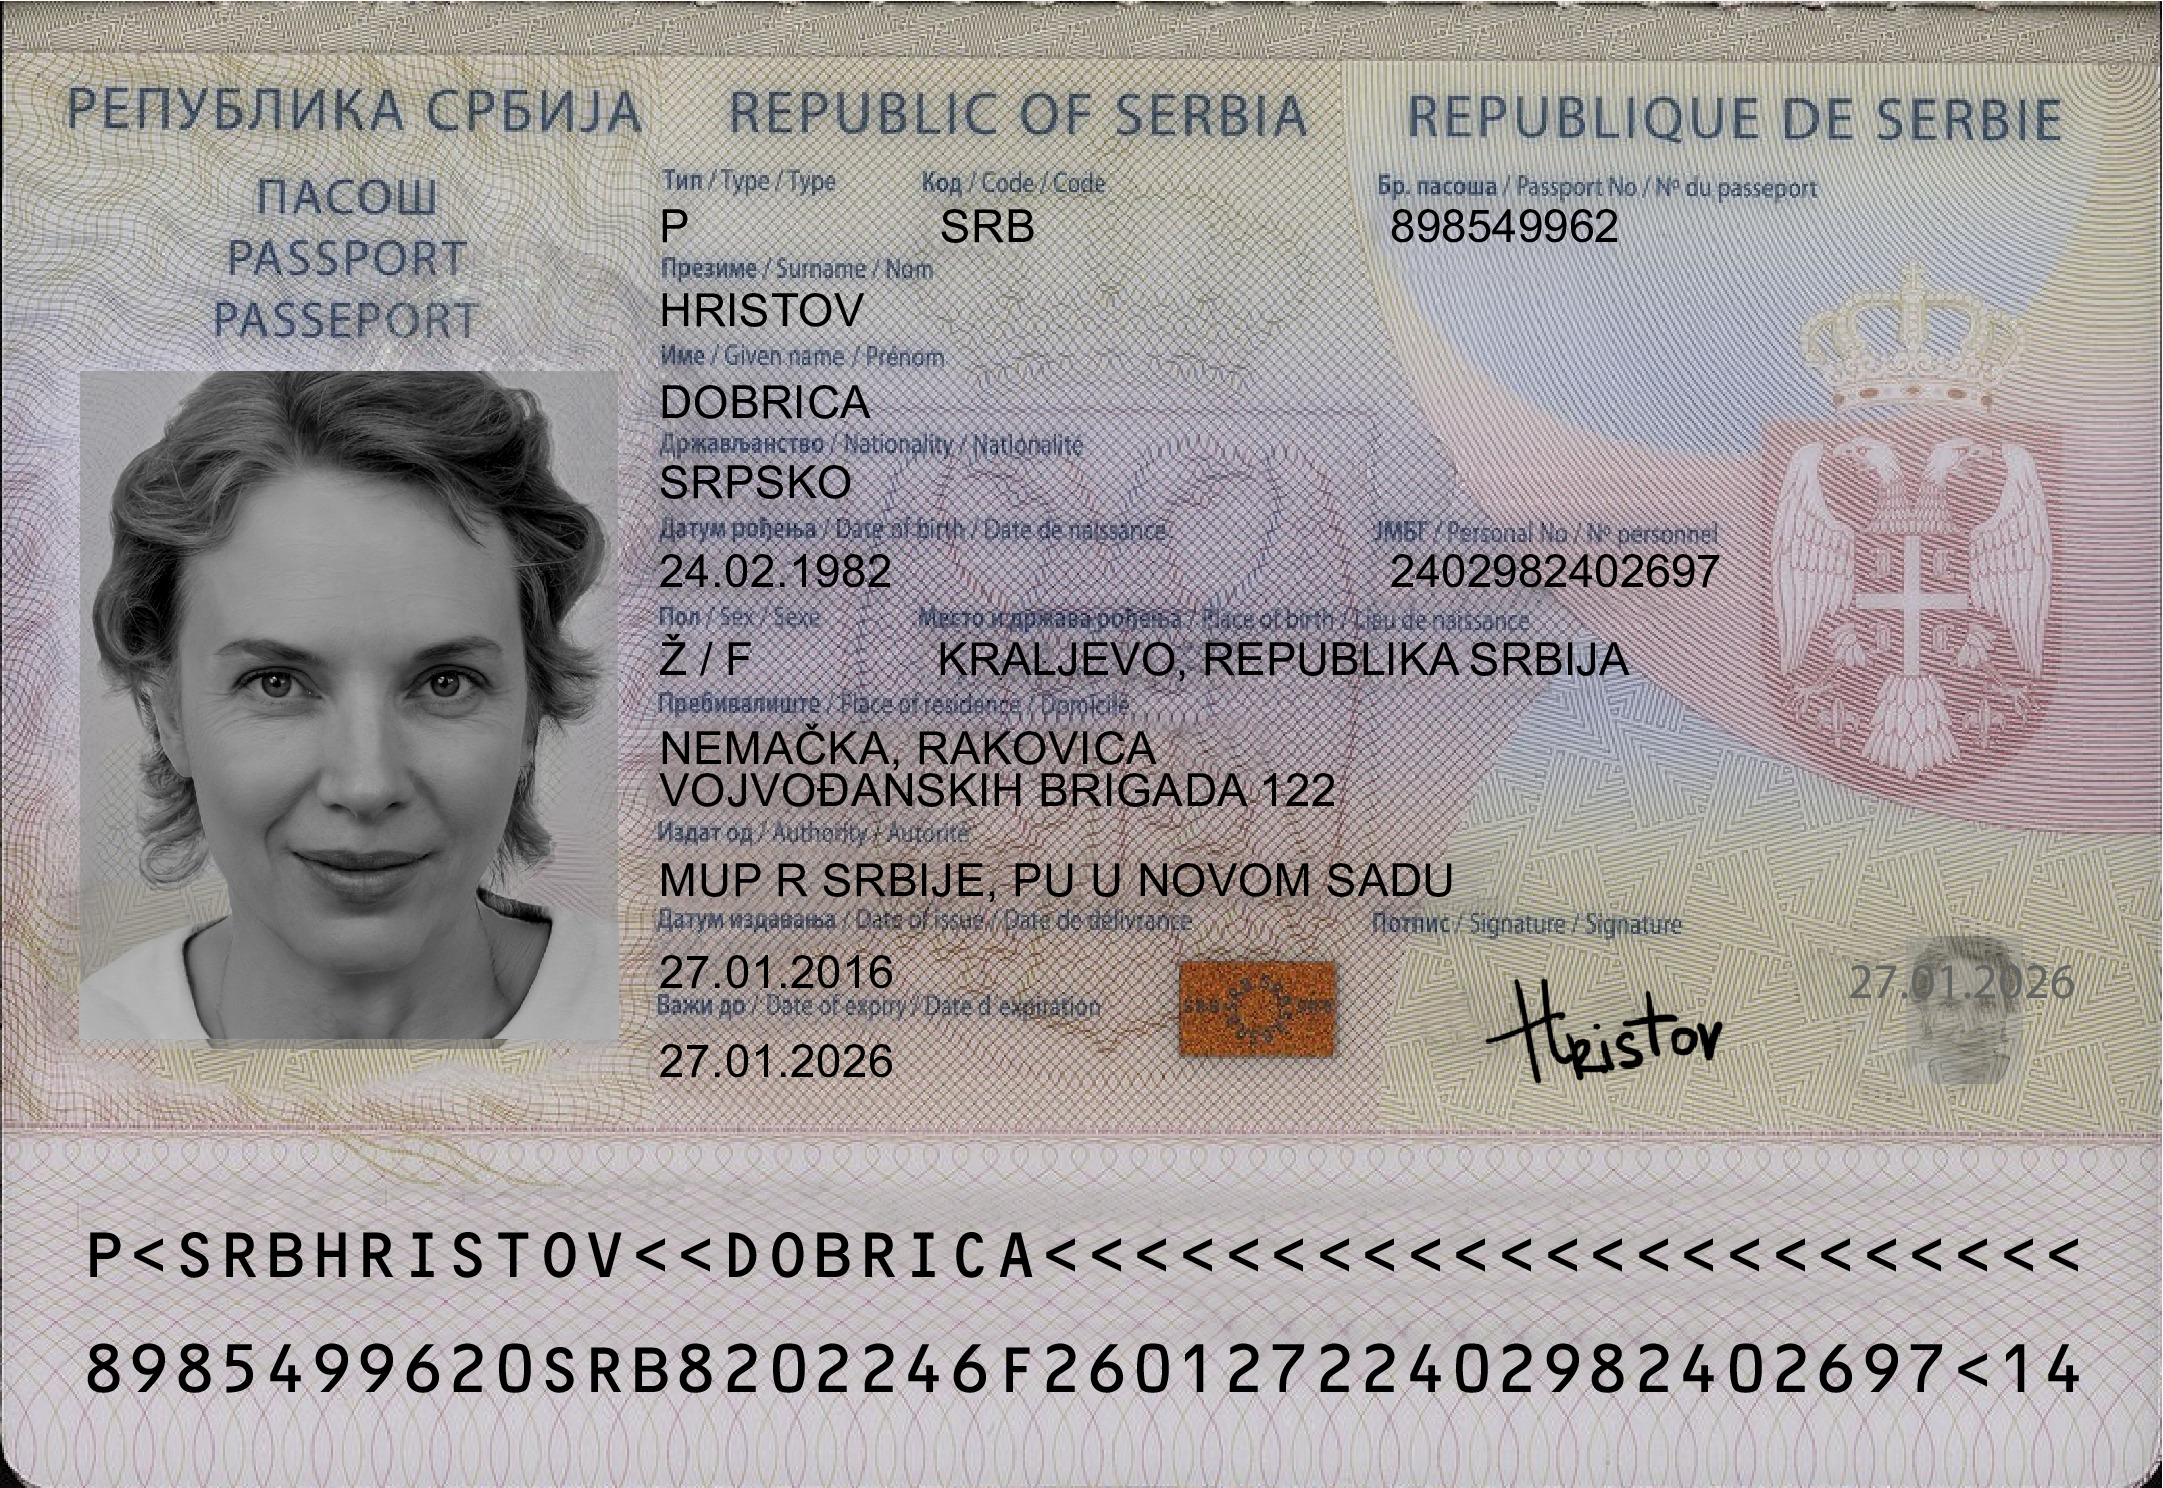 РЕПУБЛИКА СРБИЈА REPUBLIC OF SERBIA REPUBLIQUE DE SERBIE
ПАСОШ
PASSPORT
PASSEPORT
Тип / Type / Type Код / Code / Code Бр. пасоша / Passport No / Nº du passeport
P SRB 898549962
Презиме / Surname / Nom
HRISTOV
Име / Given name / Prénom
DOBRICA
Држављанство / Nationality / Nationalité
SRPSKO
Датум рођења / Date of birth / Date de naissance ЈМБГ / Personal No / Nº personnel
24.02.1982 2402982402697
Пол / Sex / Sexe Место и држава рођења / Place of birth / Lieu de naissance
Ž / F KRALJEVO, REPUBLIKA SRBIJA
Пребивалиште / Place of residence / Domicile
NEMAČKA, RAKOVICA
VOJVOĐANSKIH BRIGADA 122
Издат од / Authority / Autorité
MUP R SRBIJE, PU U NOVOM SADU
Датум издавања / Date of issue / Date de délivrance Потпис / Signature / Signature
27.01.2016
Важи до / Date of expiry / Date d expiration
27.01.2026
Hristov
27.01.2026
P<SRBHRISTOV<<DOBRICA<<<<<<<<<<<<<<<<<<<<<<<
8985499620SRB8202246F26012722402982402697<14